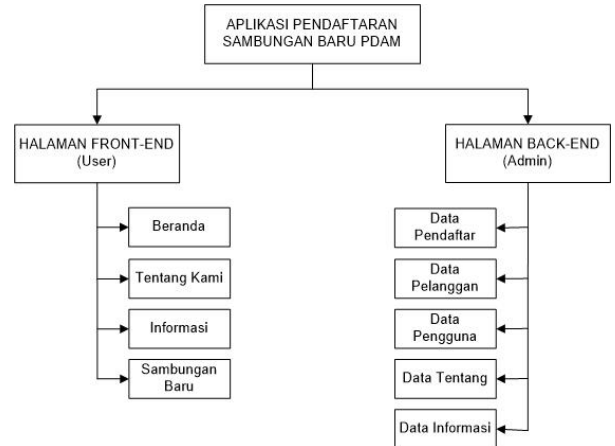 APLIKASI PENDAFTARAN
SAMBUNGAN BARU PDAM
HALAMAN FRONT-END
(User)
Beranda
Tentang Kami
Informasi
Sambungan
Baru
HALAMAN BACK-END
(Admin)
Data
Pendaftar
Data
Pelanggan
Data
Pengguna
Data Tentang
Data Informasi